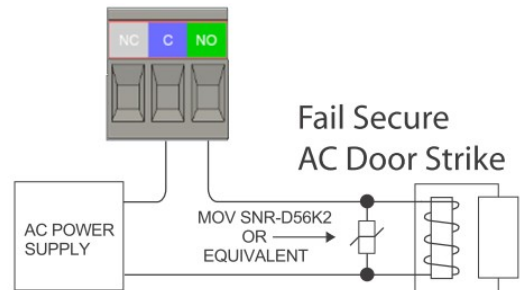 NC C NO
Fail Secure
AC Door Strike
AC POWER
SUPPLY
MOV SNR-D56K2
OR
EQUIVALENT